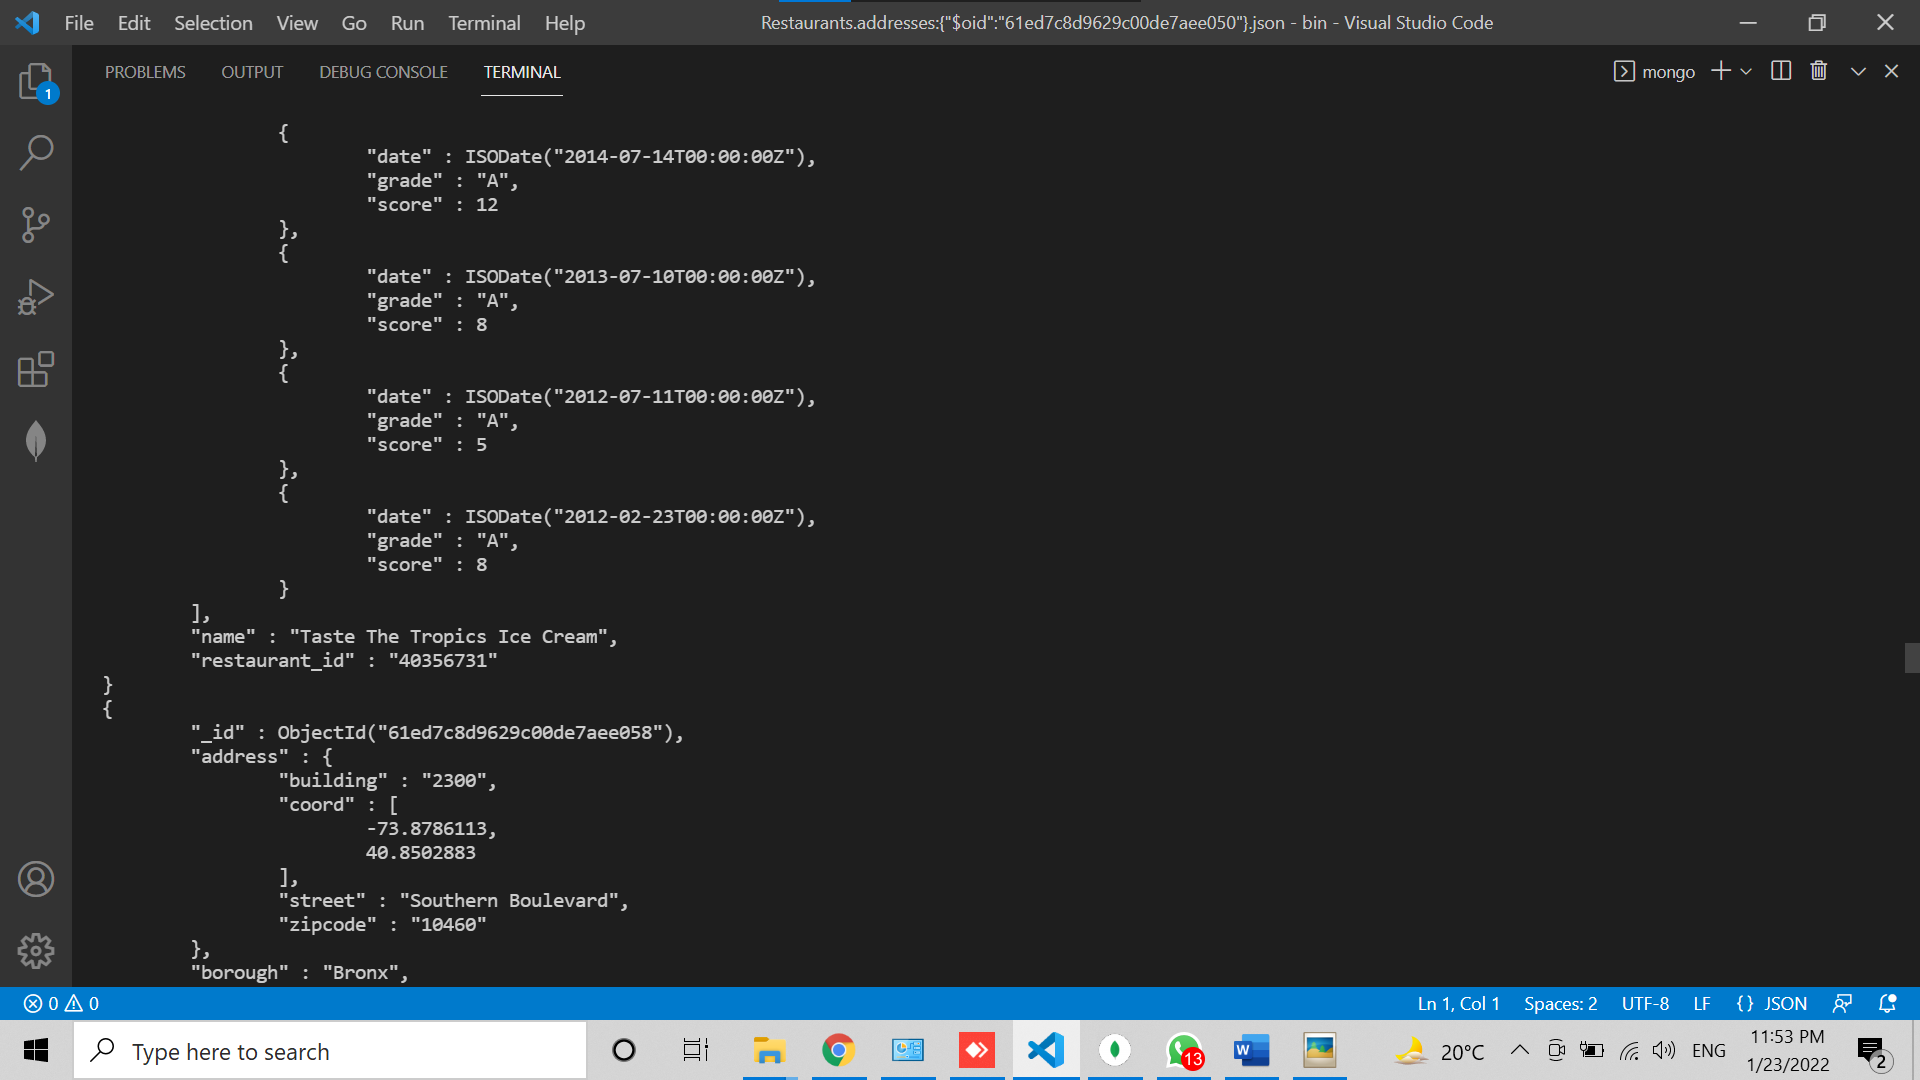 File Edit Selection View Go Run Terminal Help
Restaurants.addresses:{"$oid":"61ed7c8d9629c00de7aee050"}.json - bin - Visual Studio Code
PROBLEMS OUTPUT DEBUG CONSOLE TERMINAL
mongo
1
{
"date" : ISODate("2014-07-14T00:00:00Z"),
"grade" : "A",
"score" : 12
},
{
"date" : ISODate("2013-07-10T00:00:00Z"),
"grade" : "A",
"score" : 8
},
{
"date" : ISODate("2012-07-11T00:00:00Z"),
"grade" : "A",
"score" : 5
},
{
"date" : ISODate("2012-02-23T00:00:00Z"),
"grade" : "A",
"score" : 8
}
],
"name" : "Taste The Tropics Ice Cream",
"restaurant_id" : "40356731"
}
{
"_id" : ObjectId("61ed7c8d9629c00de7aee058"),
"address" : {
"building" : "2300",
"coord" : [
-73.8786113,
40.8502883
],
"street" : "Southern Boulevard",
"zipcode" : "10460"
},
"borough" : "Bronx",
0 0
Ln 1, Col 1 Spaces: 2 UTF-8 LF {} JSON
Type here to search
13
W
20°C
ENG
11:53 PM
1/23/2022
2